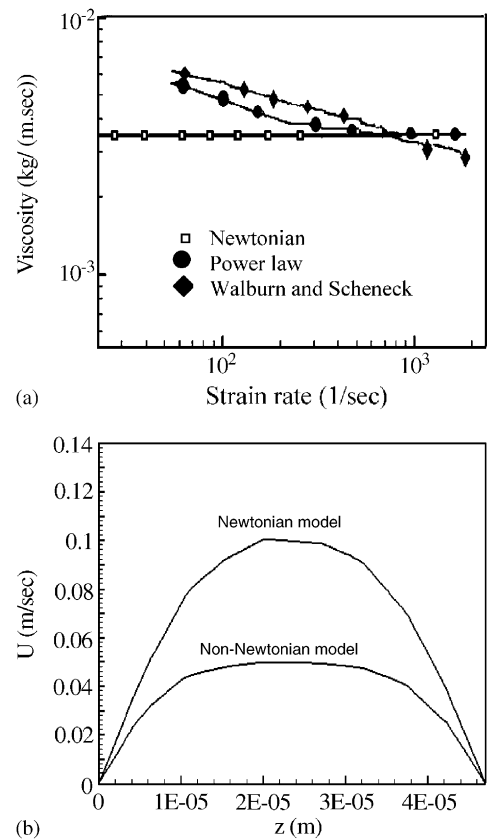 10⁻²
Viscosity (kg/ (m.sec))
Newtonian
Power law
Walburn and Scheneck
10⁻³
10² 10³
(a) Strain rate (1/sec)
0.14
0.12
Newtonian model
0.1
0.08
U (m/sec)
Non-Newtonian model
0.06
0.04
0.02
0
0 1E-05 2E-05 3E-05 4E-05
(b) z (m)